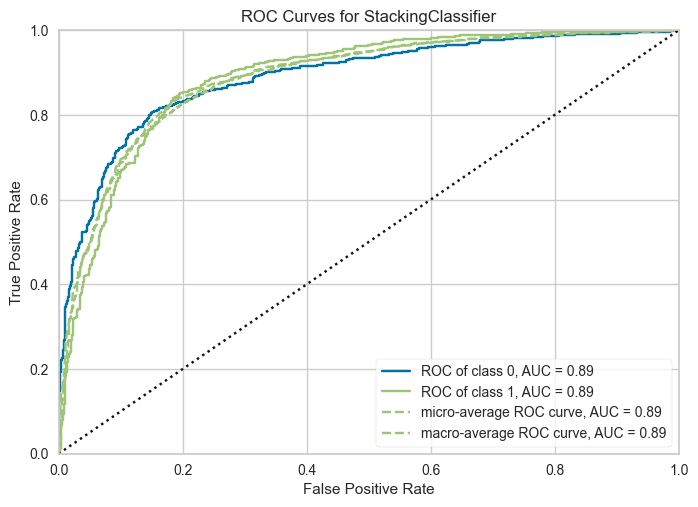 ROC Curves for StackingClassifier
1.0
0.8
0.6
0.4
0.2
0.0
True Positive Rate
ROC of class 0, AUC = 0.89
ROC of class 1, AUC = 0.89
micro-average ROC curve, AUC = 0.89
macro-average ROC curve, AUC = 0.89
0.0 0.2 0.4 0.6 0.8 1.0
False Positive Rate